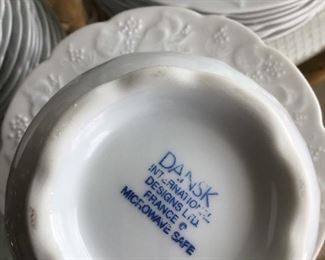 DANSK
INTERNATIONAL
DESIGNS LTD.
FRANCE ©
MICROWAVE SAFE